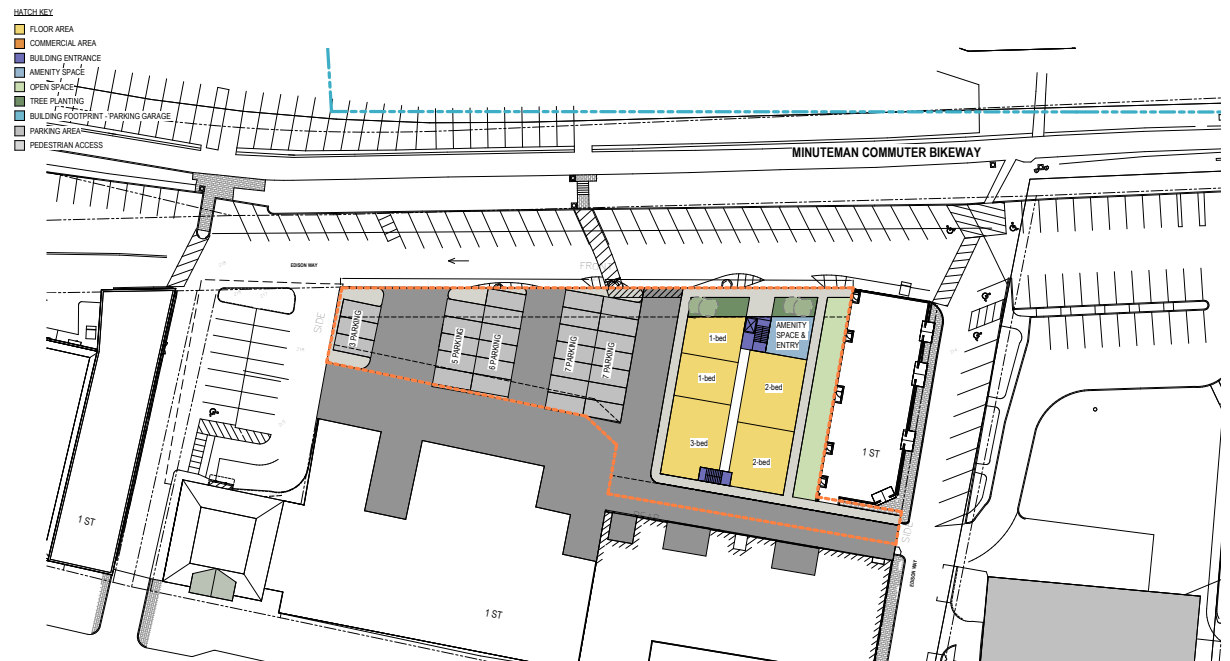 HATCH KEY
FLOOR AREA
COMMERCIAL AREA
BUILDING ENTRANCE
AMENITY SPACE
OPEN SPACE
TREE PLANTING
BUILDING FOOTPRINT - PARKING GARAGE
PARKING AREA
PEDESTRIAN ACCESS
MINUTEMAN COMMUTER BIKEWAY
EDISON WAY
SIDE
3 PARKING
5 PARKING
6 PARKING
7 PARKING
7 PARKING
1-bed
AMENITY
SPACE &
ENTRY
1-bed
2-bed
3-bed
2-bed
1 ST
REAR
SIDE
1 ST
1 ST
EDISON WAY